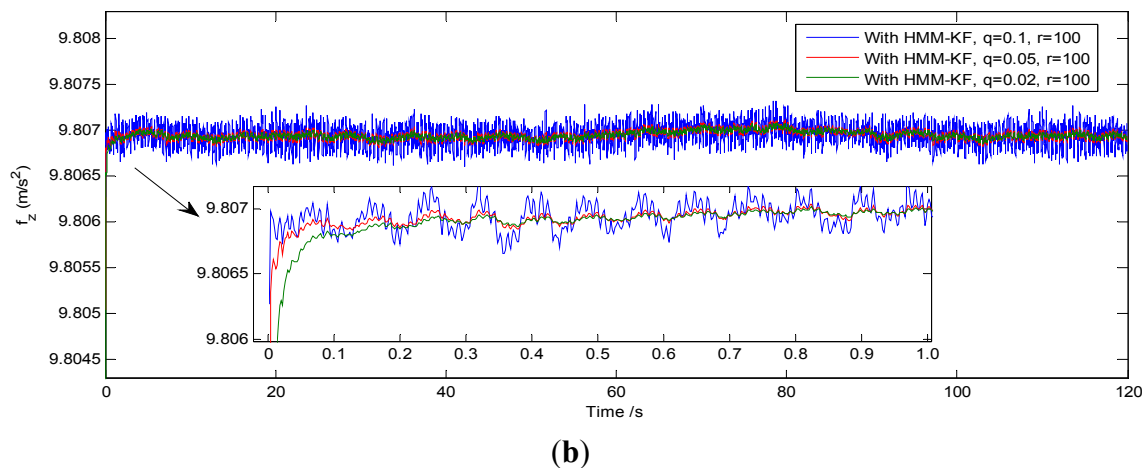 9.808
9.8075
9.807
9.8065
9.806
9.8055
9.805
9.8045
f_z (m/s²)
With HMM-KF, q=0.1, r=100
With HMM-KF, q=0.05, r=100
With HMM-KF, q=0.02, r=100
9.807
9.8065
9.806
0 0.1 0.2 0.3 0.4 0.5 0.6 0.7 0.8 0.9 1.0
0 20 40 60 80 100 120
Time /s
(b)